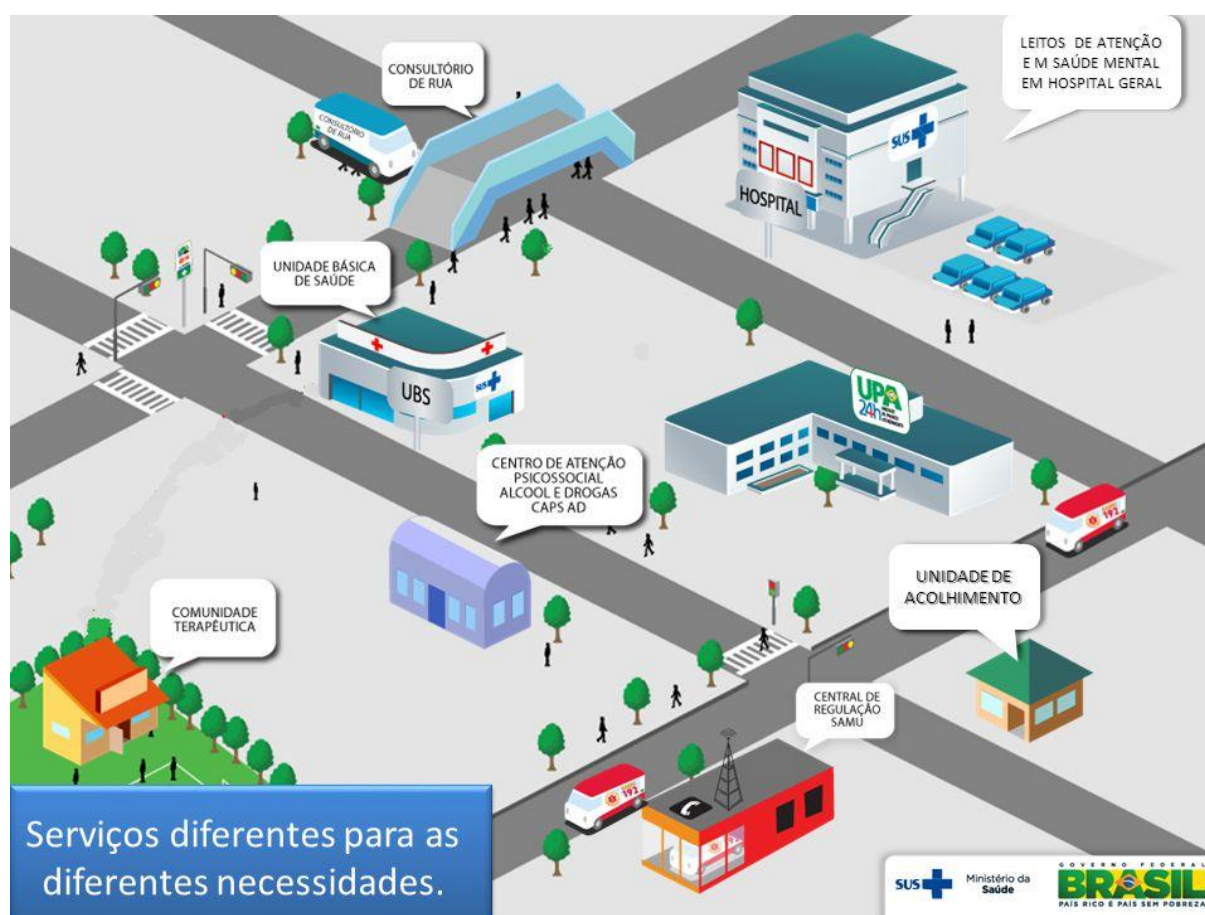 CONSULTÓRIO
DE RUA
LEITOS DE ATENÇÃO
E M SAÚDE MENTAL
EM HOSPITAL GERAL
CONSULTÓRIO
DE RUA
SUS
HOSPITAL
UNIDADE BÁSICA
DE SAÚDE
UBS
SUS
UPA
24h
CENTRO DE ATENÇÃO
PSICOSSOCIAL
ALCOOL E DROGAS
CAPS AD
192
UNIDADE DE
ACOLHIMENTO
COMUNIDADE
TERAPÊUTICA
CENTRAL DE
REGULAÇÃO
SAMU
192
Serviços diferentes para as
diferentes necessidades.
SUS
Ministério da
Saúde
GOVERNO FEDERAL
BRASIL
PAÍS RICO É PAÍS SEM POBREZA